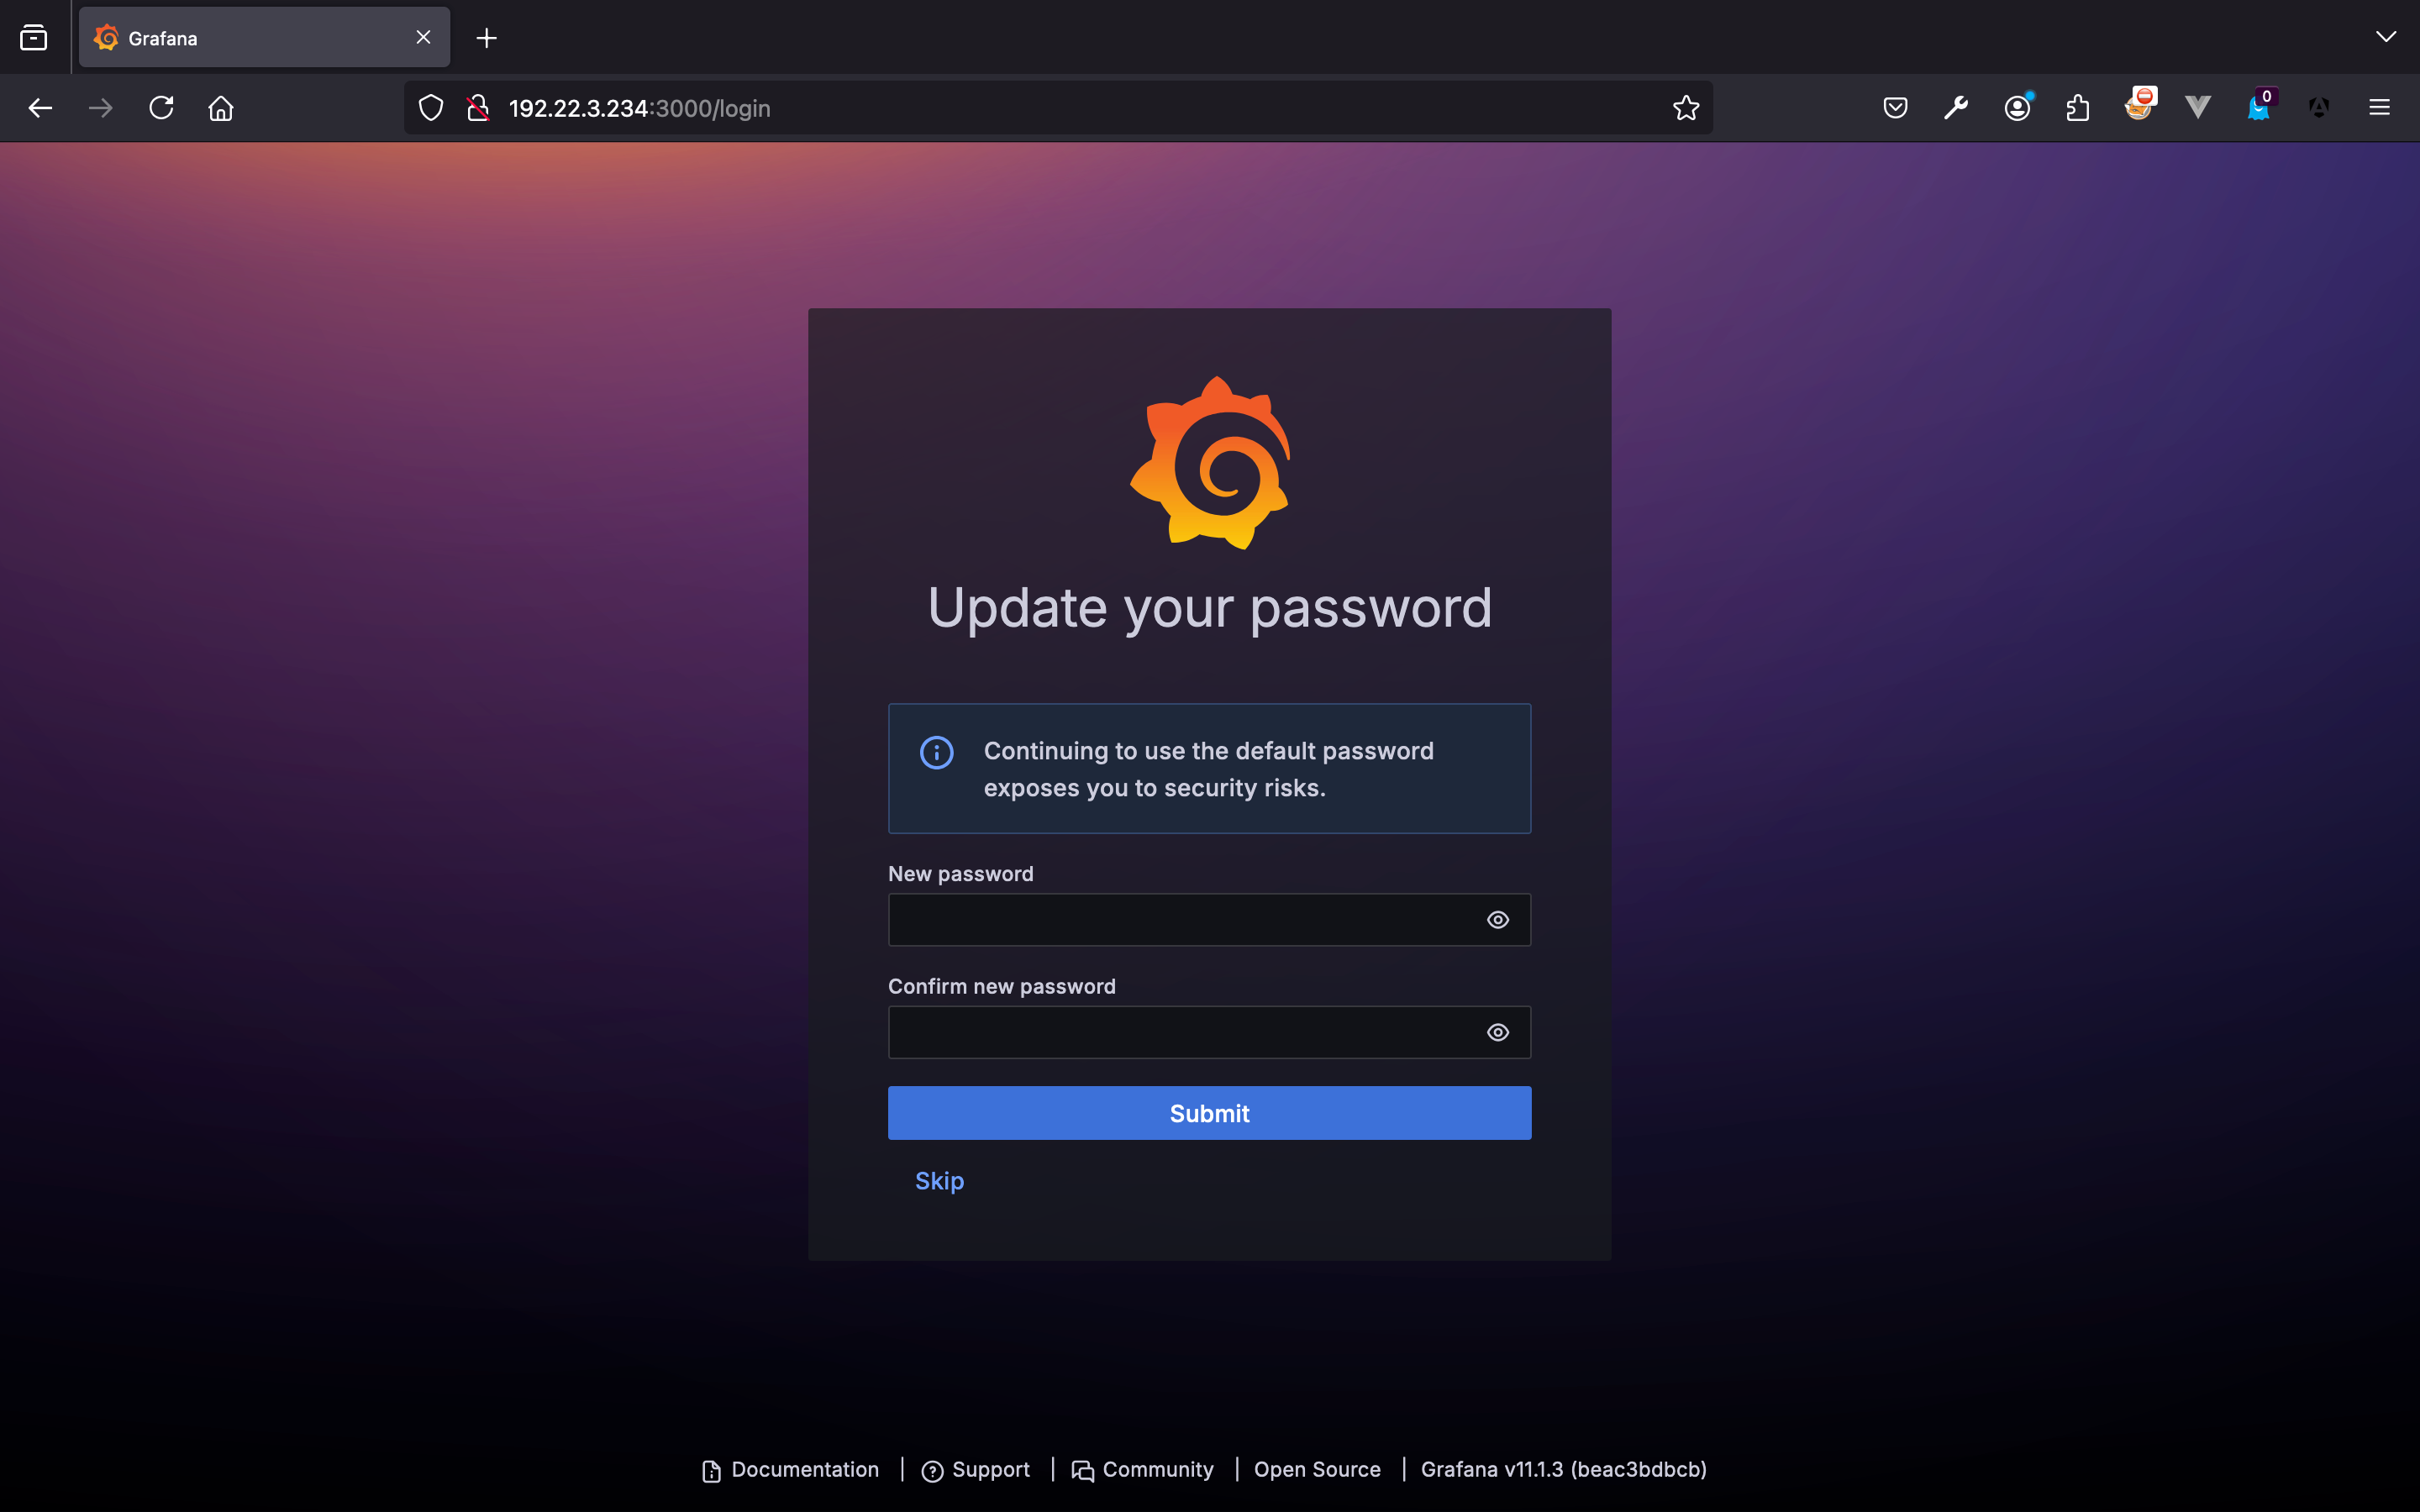 Grafana
192.22.3.234:3000/login
0
Update your password
Continuing to use the default password
exposes you to security risks.
New password
Confirm new password
Submit
Skip
Documentation | Support | Community | Open Source | Grafana v11.1.3 (beac3bdbcb)